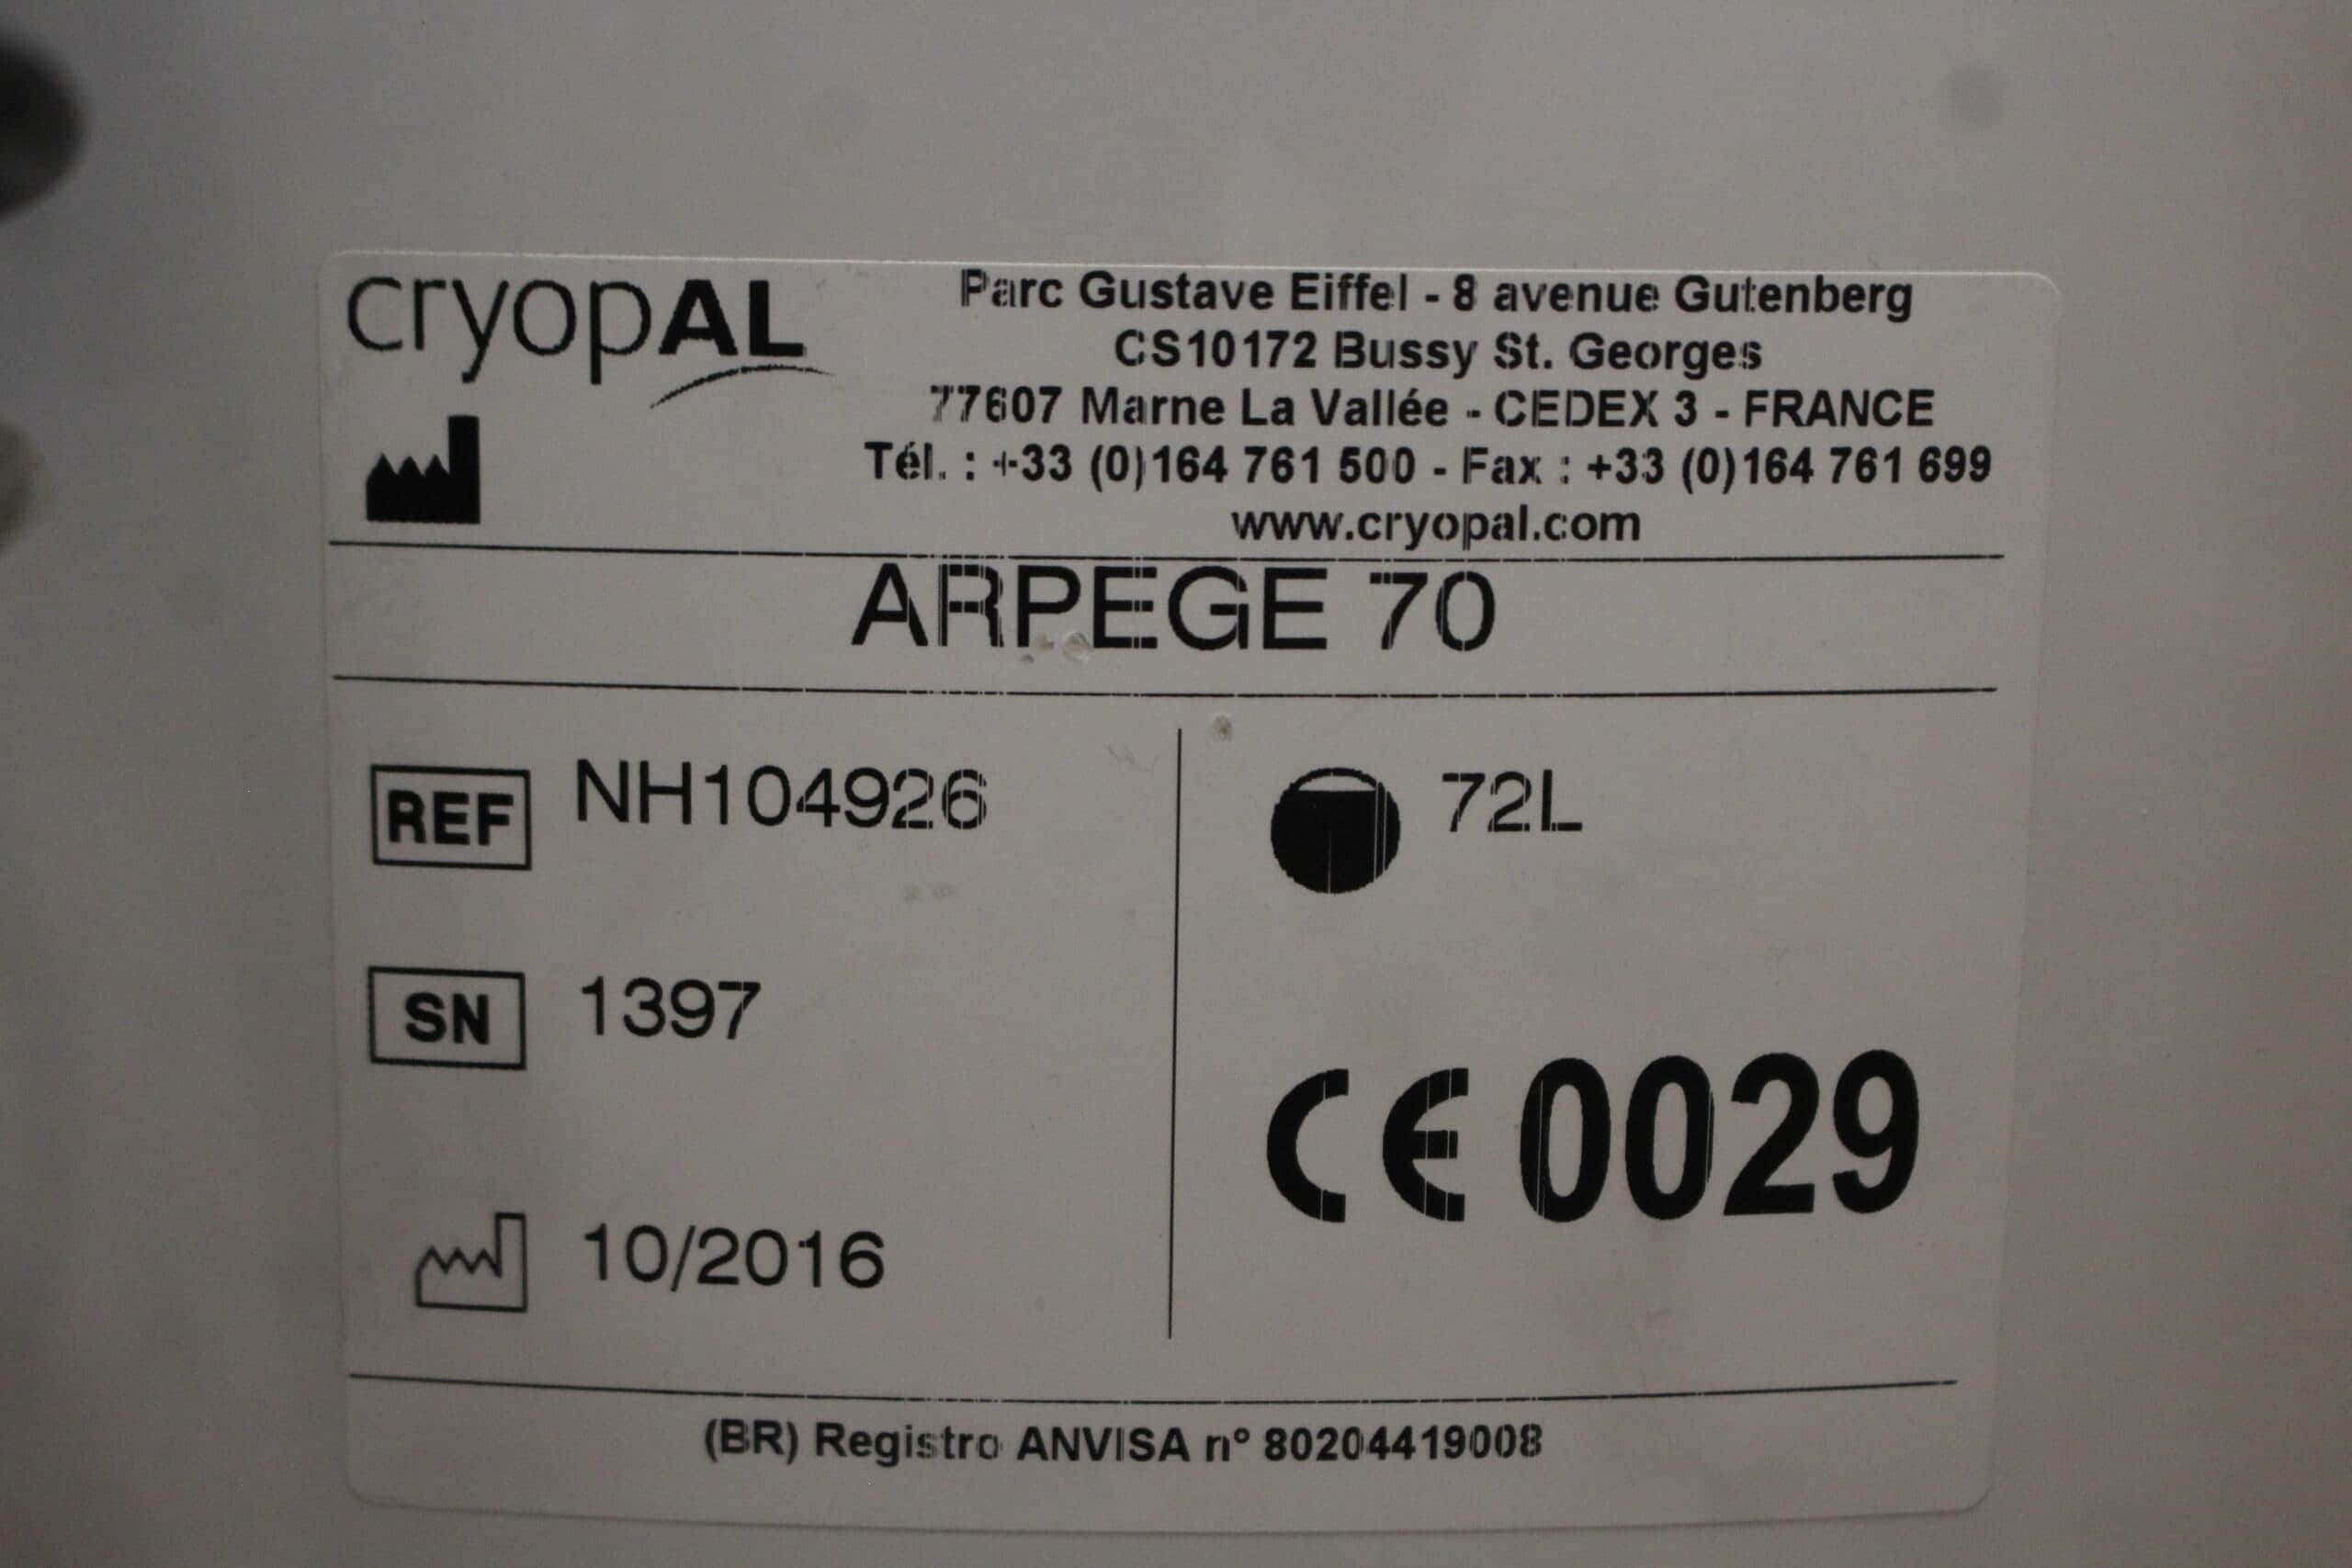 cryopAL
Parc Gustave Eiffel - 8 avenue Gutenberg
CS10172 Bussy St. Georges
77607 Marne La Vallée - CEDEX 3 - FRANCE
Tél. : +33 (0)164 761 500 - Fax : +33 (0)164 761 699
www.cryopal.com
ARPEGE 70
REF NH104926
72L
SN 1397
CE 0029
10/2016
(BR) Registro ANVISA n° 80204419008